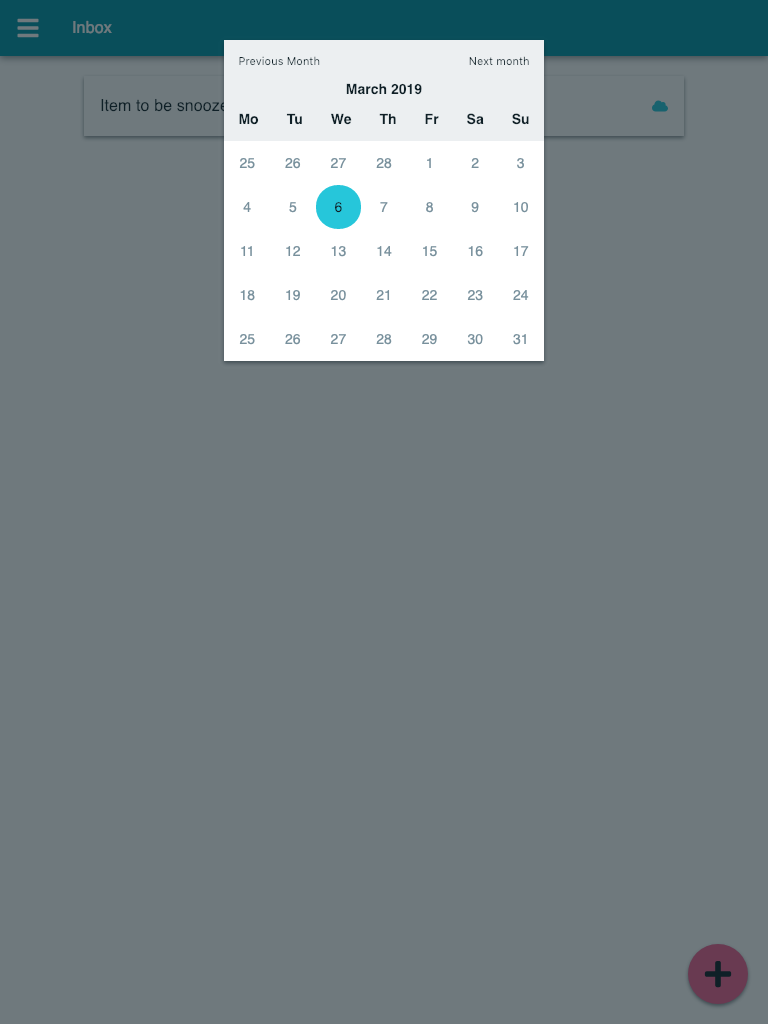 Inbox
Previous Month Next month
March 2019
Item to be
Mo Tu We Th Fr Sa Su
25 26 27 28 1 2 3
4 5 6 7 8 9 10
11 12 13 14 15 16 17
18 19 20 21 22 23 24
25 26 27 28 29 30 31